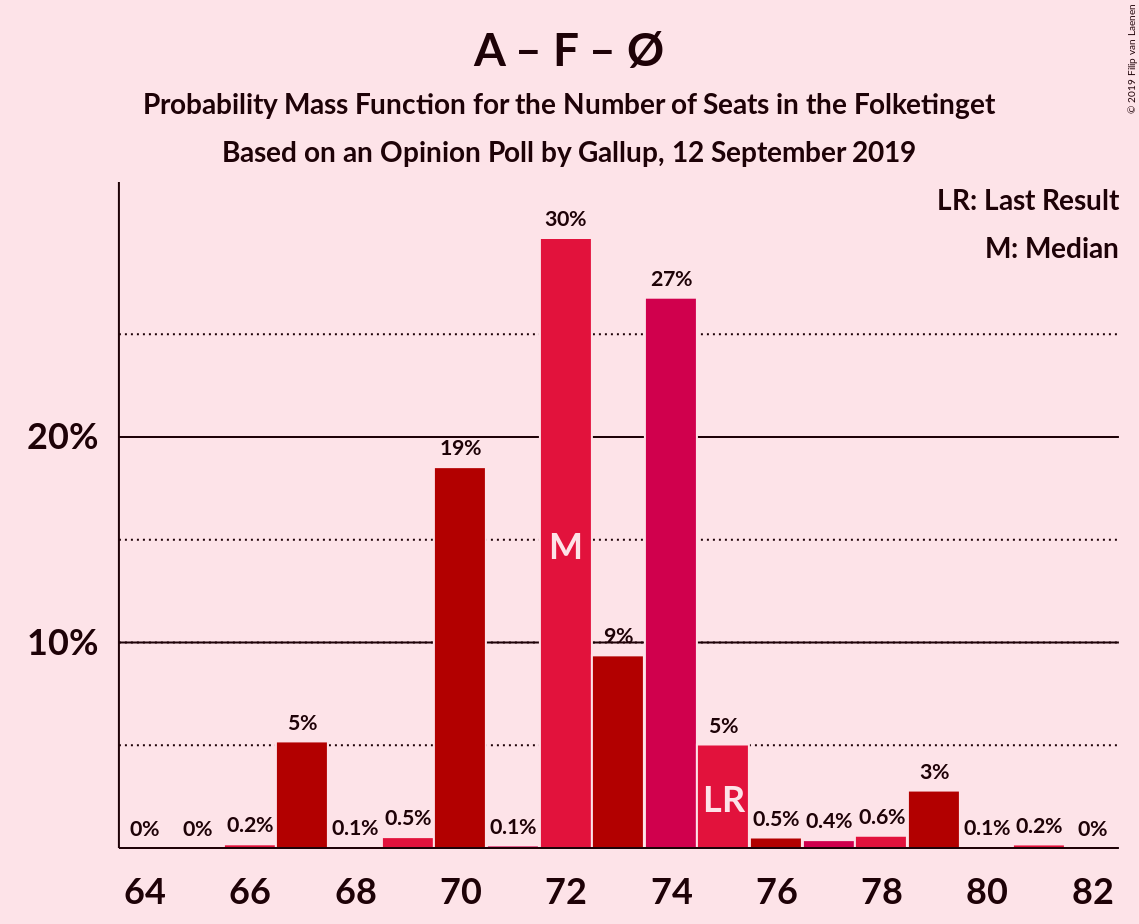 A – F – Ø
Probability Mass Function for the Number of Seats in the Folketinget
Based on an Opinion Poll by Gallup, 12 September 2019
© 2019 Filip van Laenen
LR: Last Result
M: Median
20%
10%
0%
0%
0.2%
5%
0.1%
0.5%
19%
0.1%
30%
9%
27%
5%
0.5%
0.4%
0.6%
3%
0.1%
0.2%
0%
M
LR
64 66 68 70 72 74 76 78 80 82